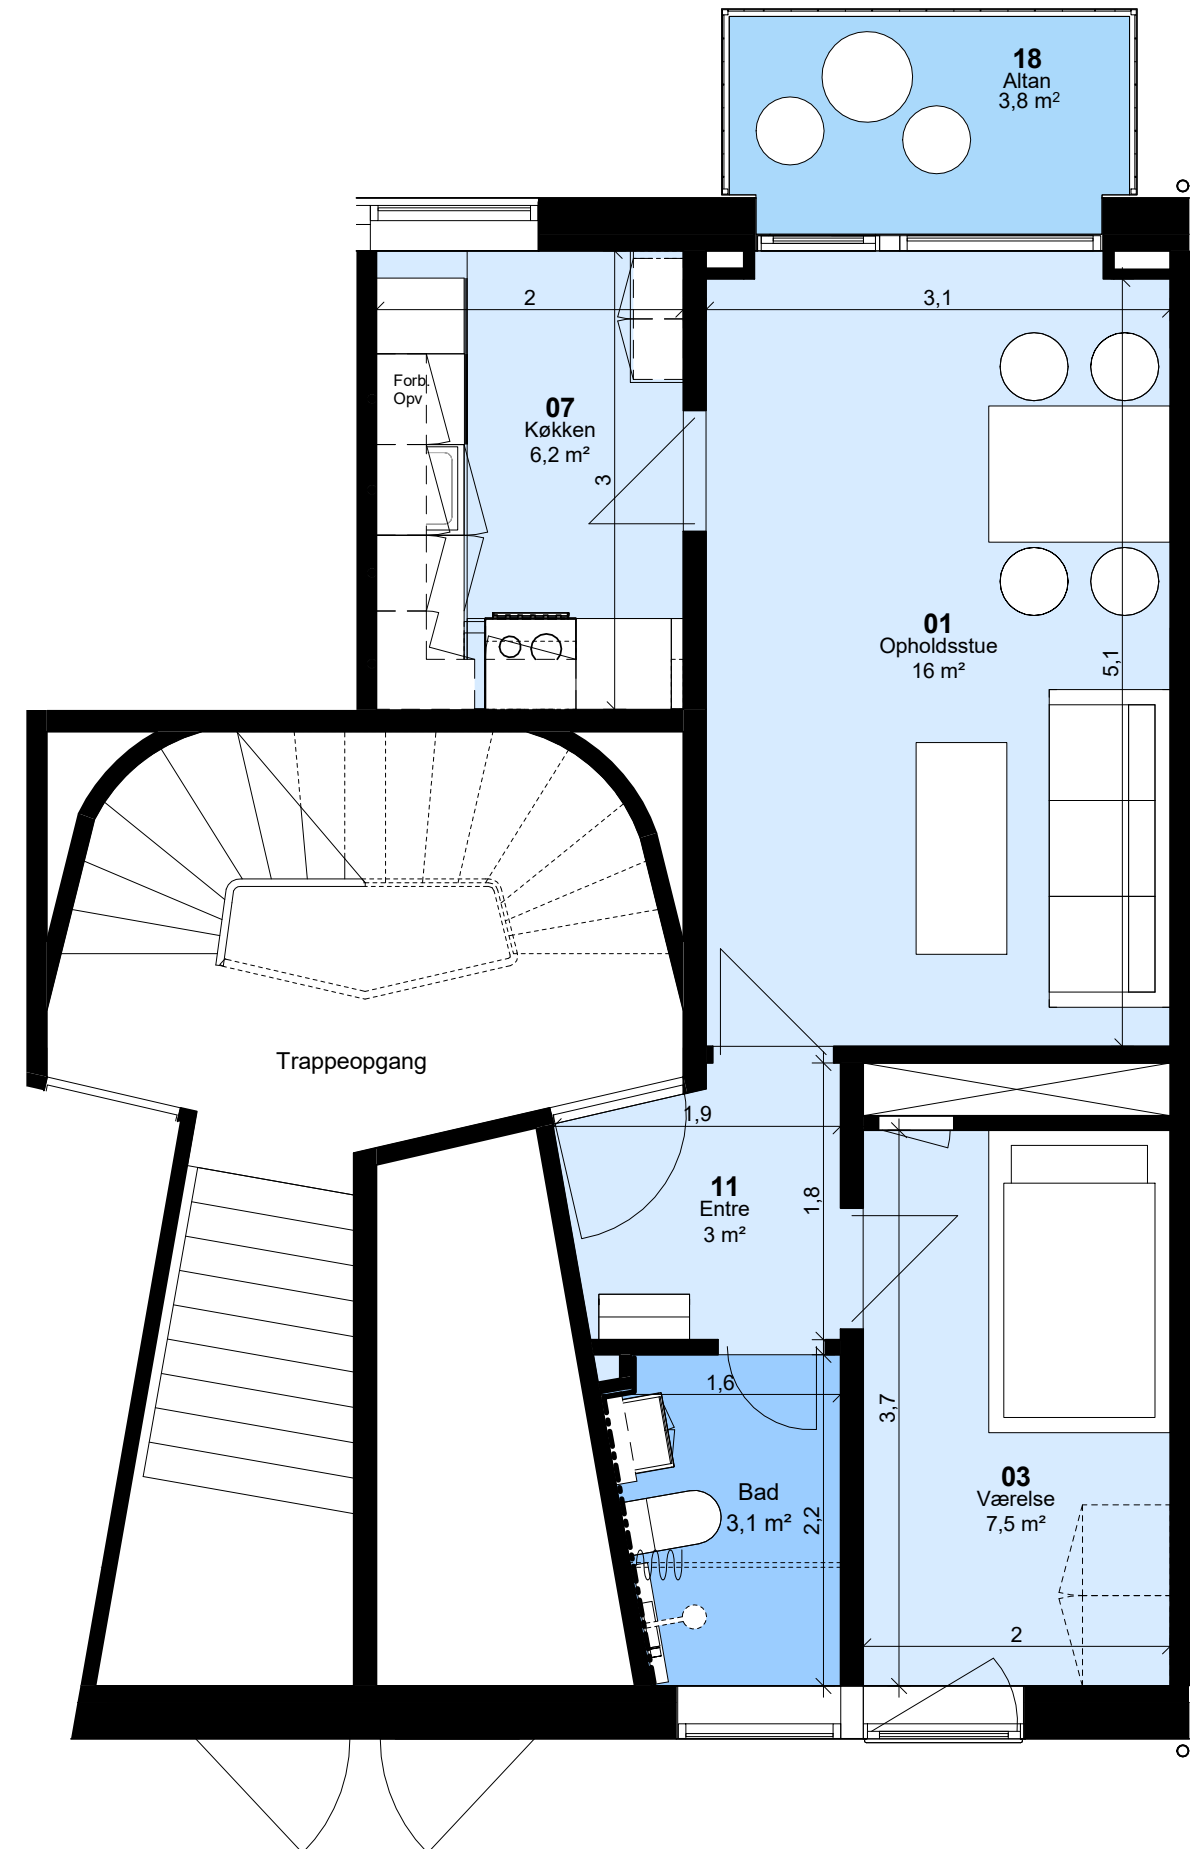 18
Altan
3,8 m²
2
3,1
Forb.
Opv
07
Køkken
6,2 m²
3
01
Opholdsstue
16 m²
5,1
Trappeopgang
1,9
11
Entre
3 m²
1,8
1,6
3,7
Bad
3,1 m²
2,2
03
Værelse
7,5 m²
2